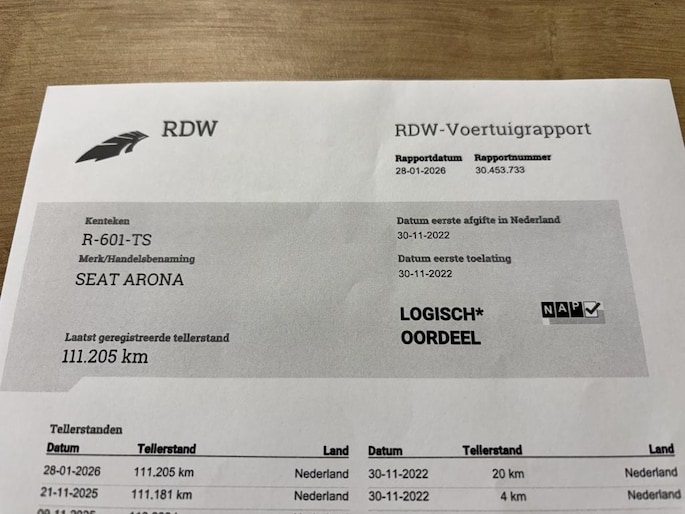 RDW
RDW-Voertuigrapport
Rapportdatum Rapportnummer
28-01-2026 30.453.733
Kenteken
R-601-TS
Merk/Handelsbenaming
SEAT ARONA
Laatst geregistreerde tellerstand
111.205 km
Datum eerste afgifte in Nederland
30-11-2022
Datum eerste toelating
30-11-2022
LOGISCH*
OORDEEL
NAP
Tellerstanden
Datum Tellerstand Land Datum Tellerstand Land
28-01-2026 111.205 km Nederland 30-11-2022 20 km Nederland
21-11-2025 111.181 km Nederland 30-11-2022 4 km Nederland